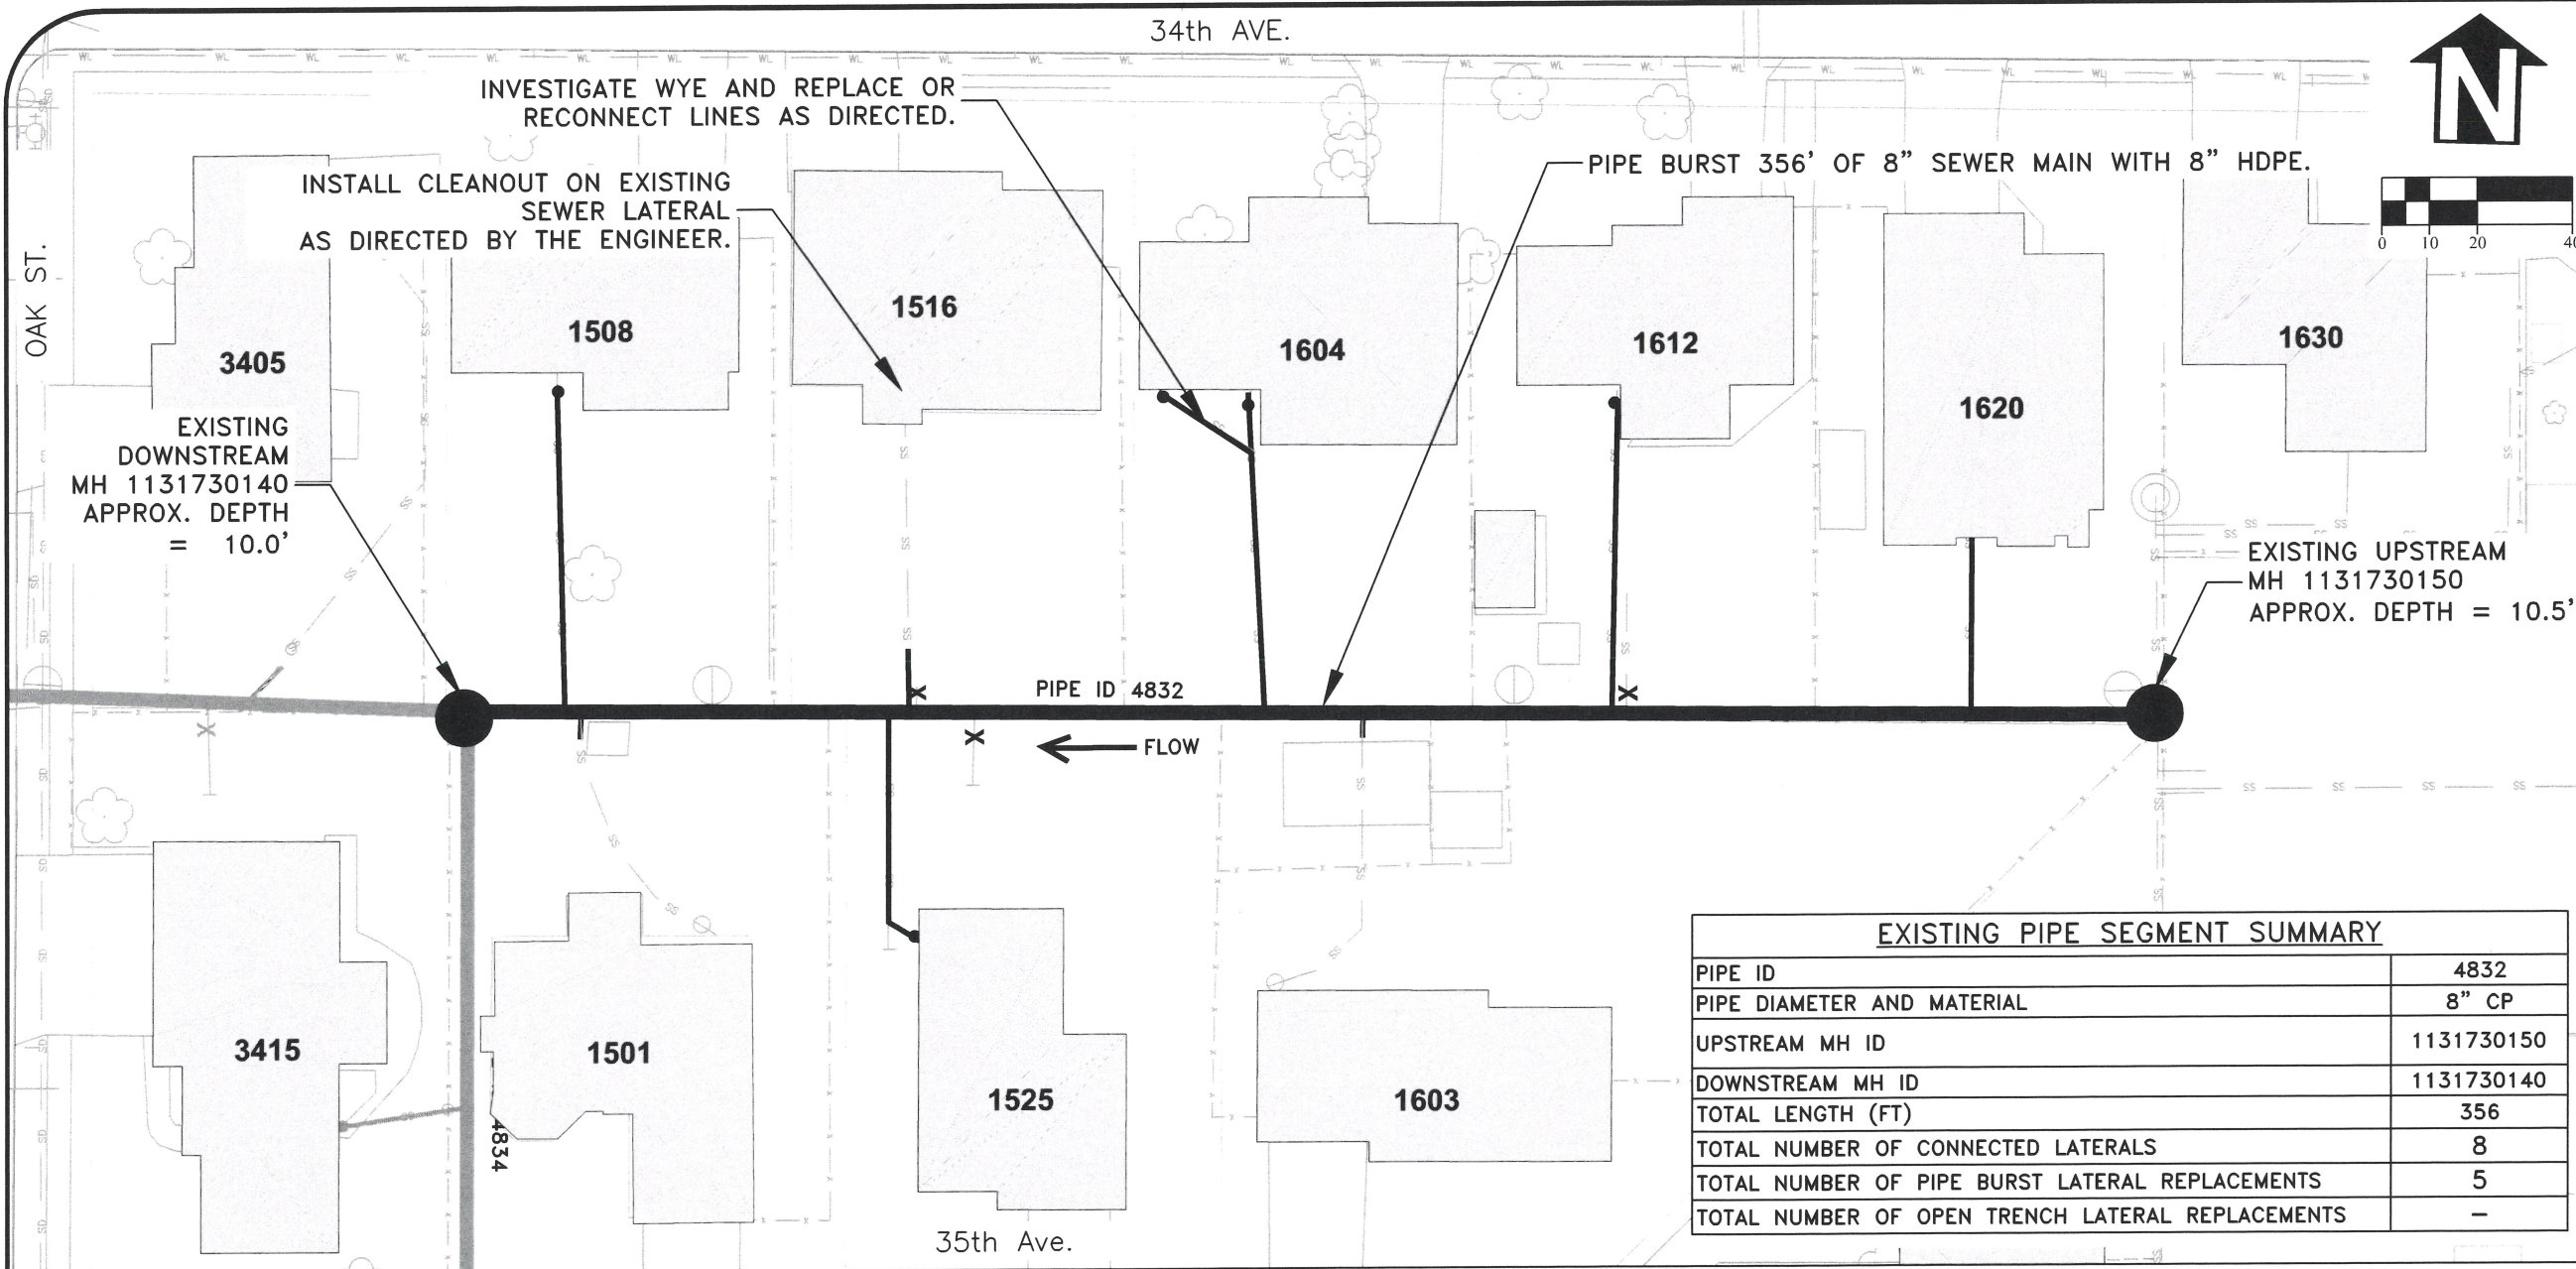 34th AVE.
INVESTIGATE WYE AND REPLACE OR
RECONNECT LINES AS DIRECTED.
INSTALL CLEANOUT ON EXISTING
SEWER LATERAL
AS DIRECTED BY THE ENGINEER.
PIPE BURST 356' OF 8" SEWER MAIN WITH 8" HDPE.
N
0 10 20 40
OAK ST.
3405
1508
1516
1604
1612
1620
1630
EXISTING
DOWNSTREAM
MH 1131730140
APPROX. DEPTH
= 10.0'
EXISTING UPSTREAM
MH 1131730150
APPROX. DEPTH = 10.5'
PIPE ID 4832
FLOW
3415
1501
4834
1525
1603
35th Ave.
EXISTING PIPE SEGMENT SUMMARY
PIPE ID 4832
PIPE DIAMETER AND MATERIAL 8" CP
UPSTREAM MH ID 1131730150
DOWNSTREAM MH ID 1131730140
TOTAL LENGTH (FT) 356
TOTAL NUMBER OF CONNECTED LATERALS 8
TOTAL NUMBER OF PIPE BURST LATERAL REPLACEMENTS 5
TOTAL NUMBER OF OPEN TRENCH LATERAL REPLACEMENTS –